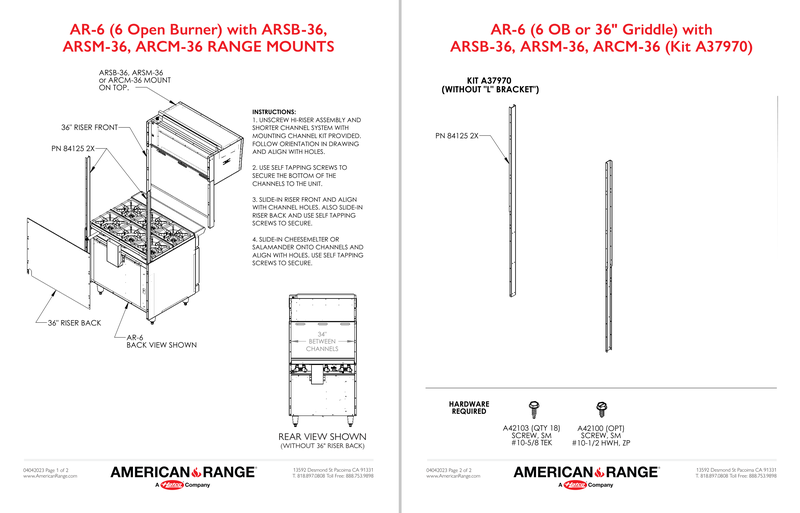 AR-6 (6 Open Burner) with ARSB-36,
ARSM-36, ARCM-36 RANGE MOUNTS
ARSB-36, ARSM-36
or ARCM-36 MOUNT
ON TOP.
36" RISER FRONT
PN 84125 2X
INSTRUCTIONS:
1. UNSCREW HI-RISER ASSEMBLY AND
SHORTER CHANNEL SYSTEM WITH
MOUNTING CHANNEL KIT PROVIDED.
FOLLOW ORIENTATION IN DRAWING
AND ALIGN WITH HOLES.
2. USE SELF TAPPING SCREWS TO
SECURE THE BOTTOM OF THE
CHANNELS TO THE UNIT.
3. SLIDE-IN RISER FRONT AND ALIGN
WITH CHANNEL HOLES. ALSO SLIDE-IN
RISER BACK AND USE SELF TAPPING
SCREWS TO SECURE.
4. SLIDE-IN CHEESEMELTER OR
SALAMANDER ONTO CHANNELS AND
ALIGN WITH HOLES, USE SELF TAPPING
SCREWS TO SECURE.
36" RISER BACK
AR-6
BACK VIEW SHOWN
34"
BETWEEN
CHANNELS
REAR VIEW SHOWN
(WITHOUT 36" RISER BACK)
04042023 Page 1 of 2
www.AmericanRange.com
AMERICAN RANGE
A Hatco Company
13592 Desmond St Pacoima CA 91331
T: 818.897.0808 Toll Free: 888.753.9898
AR-6 (6 OB or 36" Griddle) with
ARSB-36, ARSM-36, ARCM-36 (Kit A37970)
KIT A37970
(WITHOUT "L" BRACKET")
PN 84125 2X
HARDWARE
REQUIRED
A42103 (QTY 18)
SCREW, SM
#10-5/8 TEK
A42100 (OPT)
SCREW, SM
#10-1/2 HWH, ZP
04042023 Page 2 of 2
www.AmericanRange.com
AMERICAN RANGE
A Hatco Company
13592 Desmond St Pacoima CA 91331
T: 818.897.0808 Toll Free: 888.753.9898